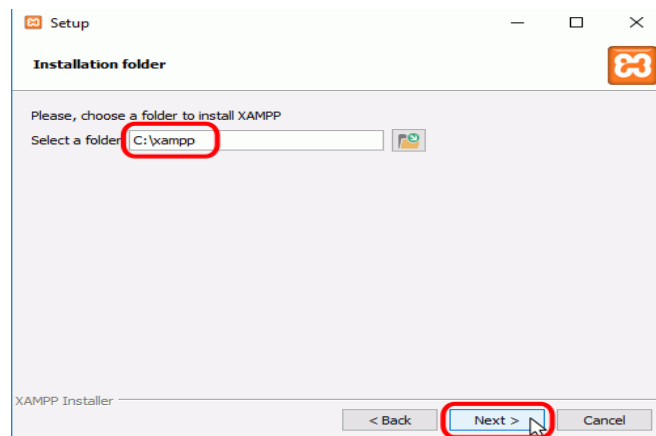 Setup
Installation folder
Please, choose a folder to install XAMPP
Select a folder C:\xampp
XAMPP Installer
< Back Next > Cancel